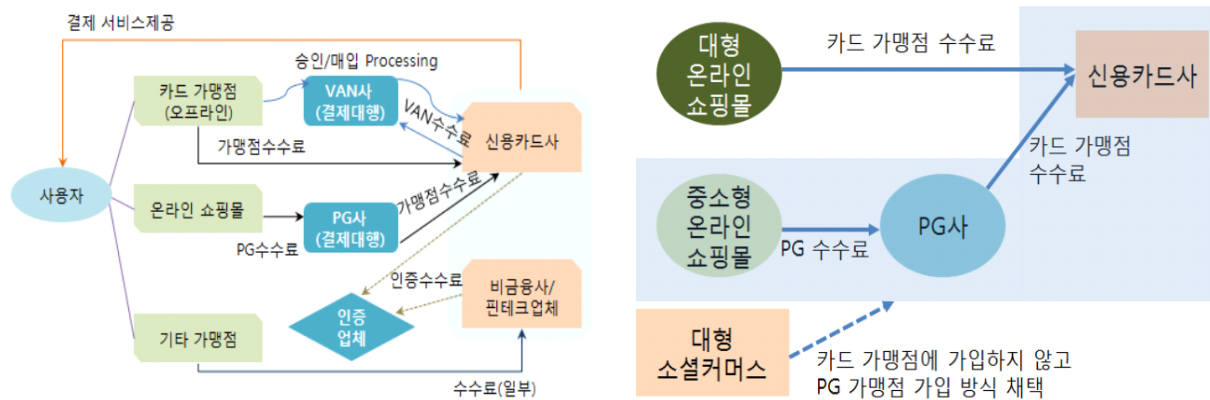 결제 서비스제공
승인/매입 Processing
카드 가맹점
(오프라인)
VAN사
(결제대행)
VAN수수료
신용카드사
가맹점수수료
사용자
온라인 쇼핑몰
PG사
(결제대행)
가맹점수수료
PG수수료
인증수수료
비금융사/
핀테크업체
인증
업체
기타 가맹점
수수료(일부)
대형
온라인
쇼핑몰
카드 가맹점 수수료
신용카드사
카드 가맹점
수수료
중소형
온라인
쇼핑몰
PG사
PG 수수료
대형
소셜커머스
카드 가맹점에 가입하지 않고
PG 가맹점 가입 방식 채택